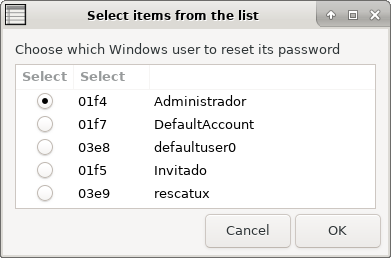 Select items from the list
Choose which Windows user to reset its password
Select Select
01f4 Administrador
01f7 DefaultAccount
03e8 defaultuser0
01f5 Invitado
03e9 rescatux
Cancel OK